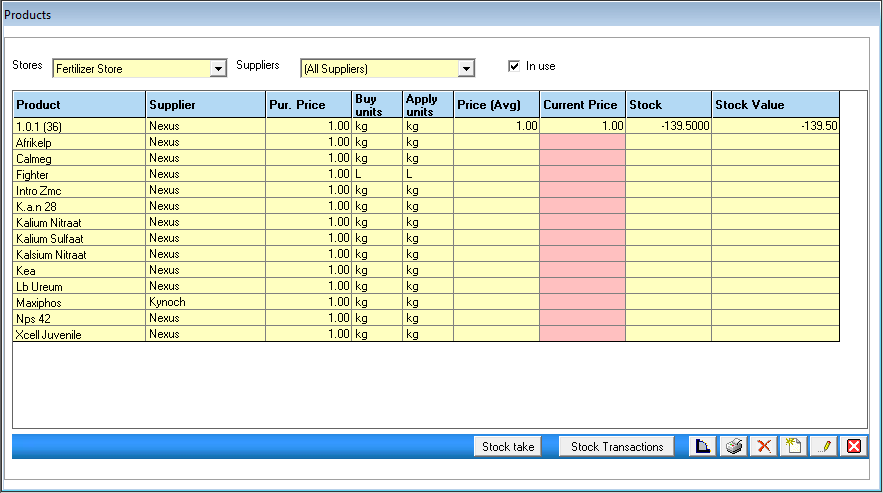 Products
Stores Fertilizer Store Suppliers (All Suppliers) In use
Product Supplier Pur. Price Buy units Apply units Price (Avg) Current Price Stock Stock Value
1.0.1 (36) Nexus 1.00 kg kg 1.00 1.00 -139.5000 -139.50
Afrikelp Nexus 1.00 kg kg
Calmeg Nexus 1.00 kg kg
Fighter Nexus 1.00 L L
Intro Zmc Nexus 1.00 kg kg
K.a.n 28 Nexus 1.00 kg kg
Kalium Nitraat Nexus 1.00 kg kg
Kalium Sulfaat Nexus 1.00 kg kg
Kalsium Nitraat Nexus 1.00 kg kg
Kea Nexus 1.00 kg kg
Lb Ureum Nexus 1.00 kg kg
Maxiphos Kynoch 1.00 kg kg
Nps 42 Nexus 1.00 kg kg
Xcell Juvenile Nexus 1.00 kg kg
Stock take Stock Transactions